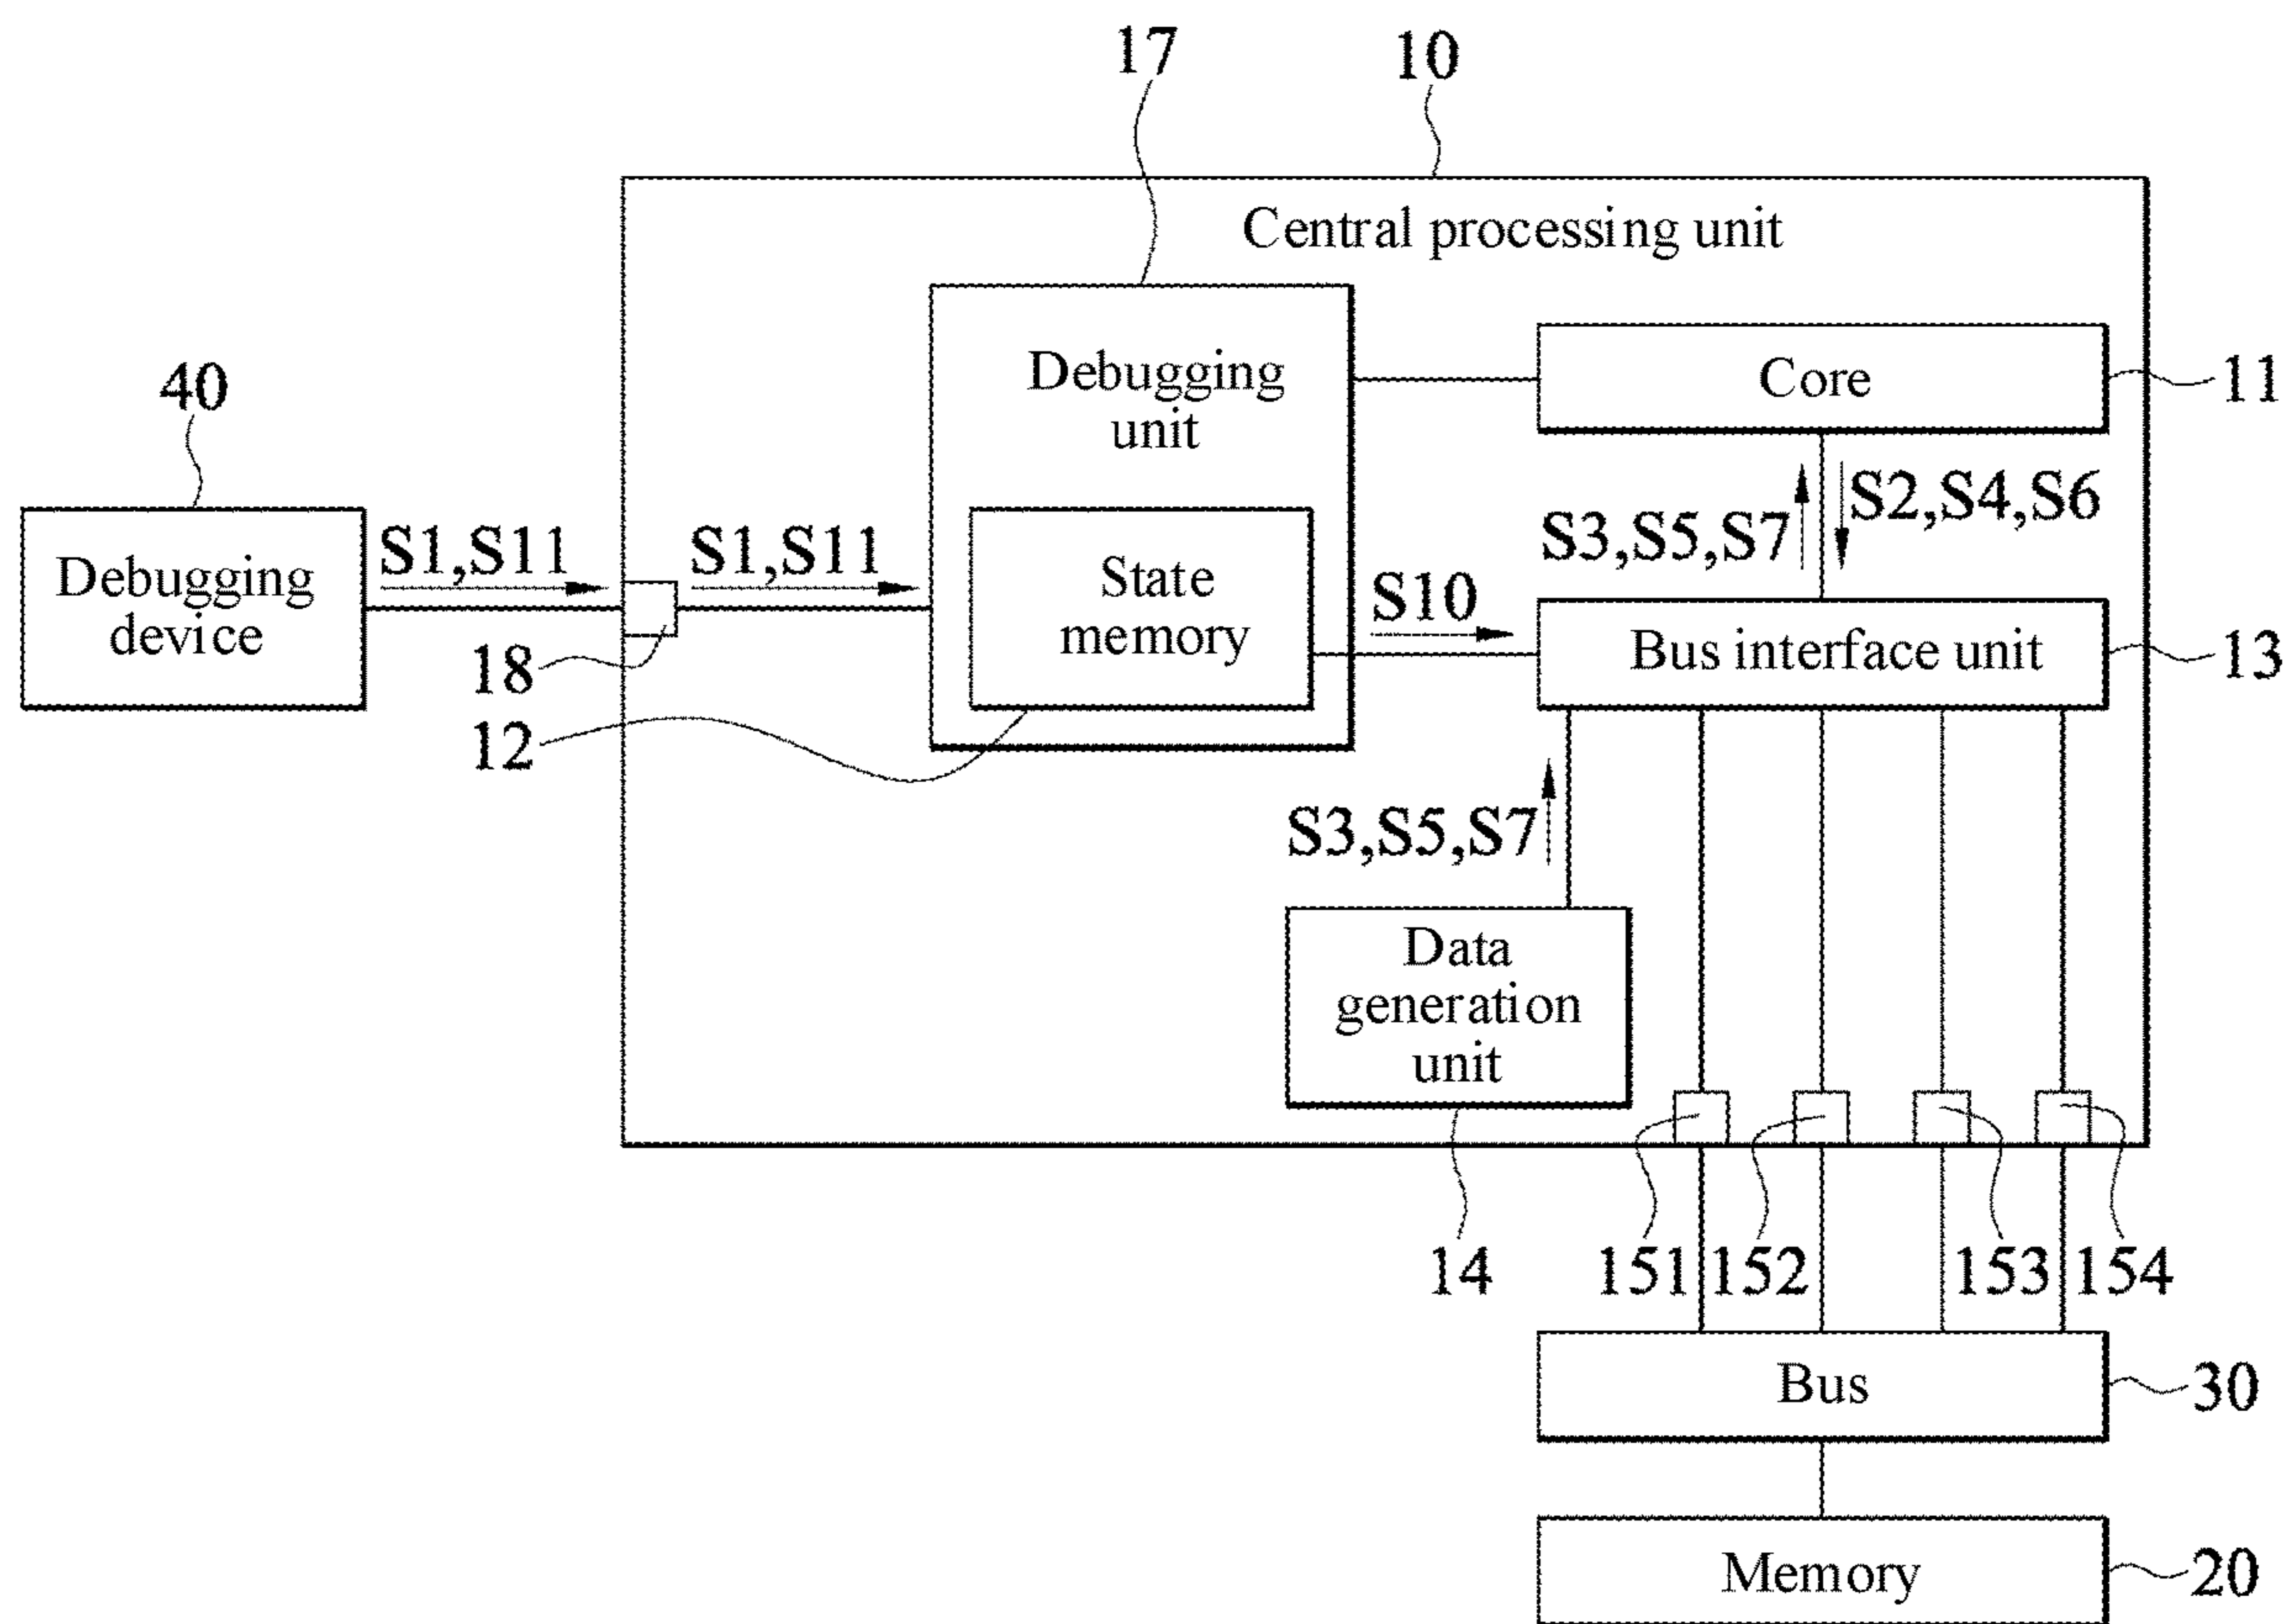 17
10
Central processing unit
40
Debugging
unit
Core
11
S3,S5,S7
S2,S4,S6
Debugging
device
S1,S11
S1,S11
State
memory
S10
Bus interface unit
13
18
12
S3,S5,S7
Data
generation
unit
14
151
152
153
154
Bus
30
Memory
20